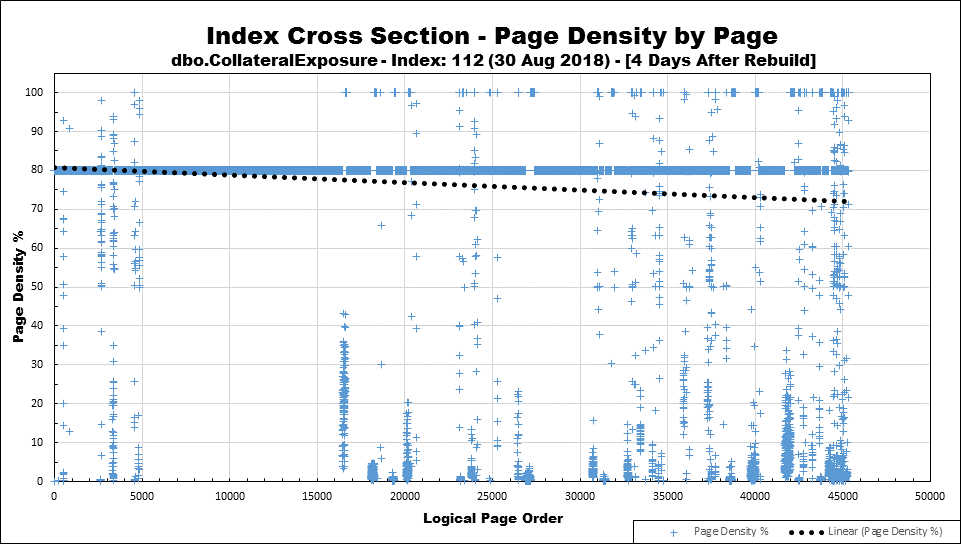 Index Cross Section - Page Density by Page
dbo.CollateralExposure - Index: 112 (30 Aug 2018) - [4 Days After Rebuild]
100
90
80
70
60
50
40
30
20
10
0
Page Density %
0 5000 10000 15000 20000 25000 30000 35000 40000 45000 50000
Logical Page Order
Page Density % Linear (Page Density %)